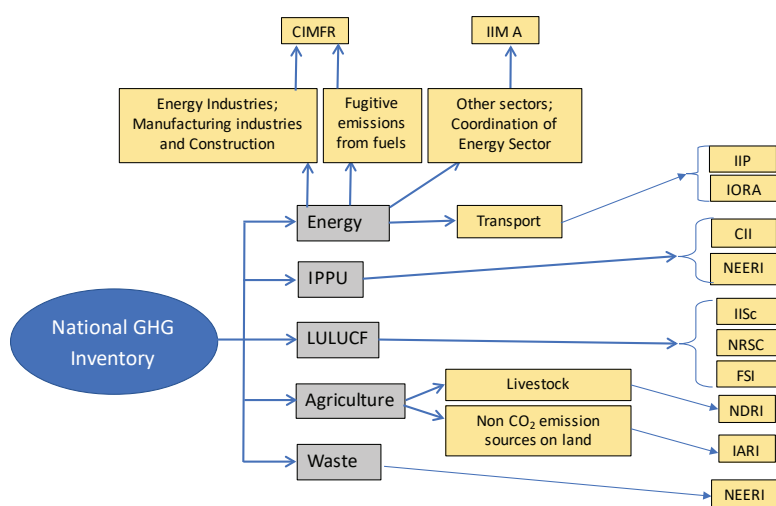 CIMFR
IIM A
Energy Industries;
Manufacturing industries
and Construction
Fugitive
emissions
from fuels
Other sectors;
Coordination of
Energy Sector
IIP
IORA
Energy
Transport
CII
NEERI
IPPU
National GHG
Inventory
LULUCF
IISc
NRSC
FSI
Agriculture
Livestock
NDRI
Non CO₂ emission
sources on land
IARI
Waste
NEERI